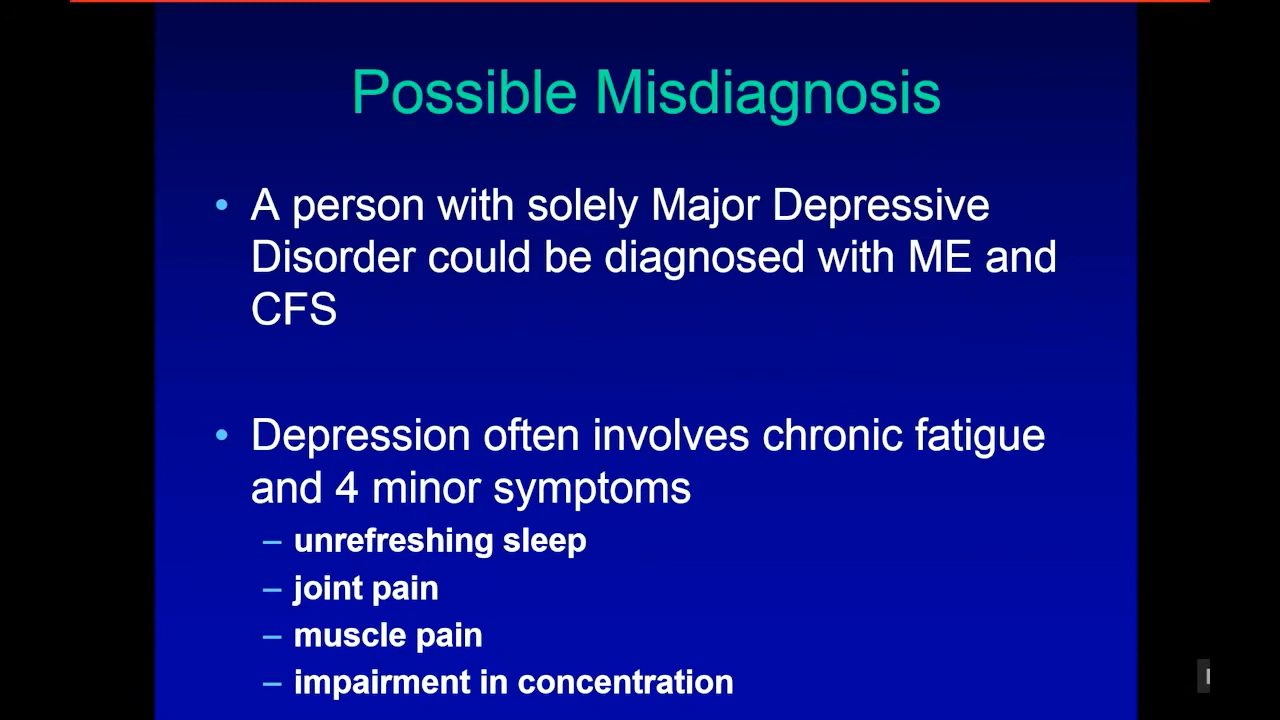 Possible Misdiagnosis
• A person with solely Major Depressive
Disorder could be diagnosed with ME and
CFS
• Depression often involves chronic fatigue
and 4 minor symptoms
– unrefreshing sleep
– joint pain
– muscle pain
– impairment in concentration